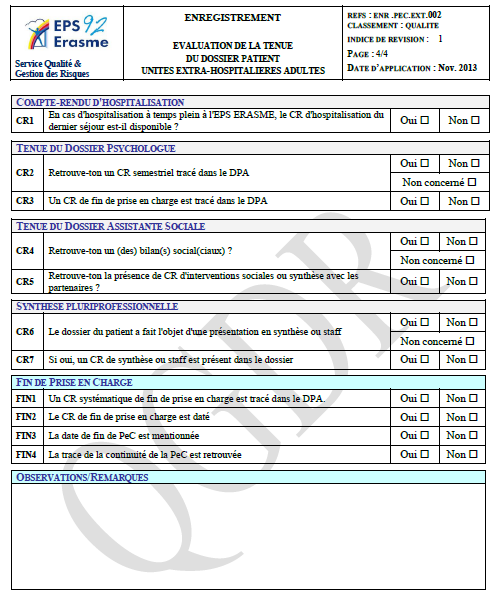 EPS 92
Erasme
Service Qualité &
Gestion des Risques
ENREGISTREMENT
EVALUATION DE LA TENUE
DU DOSSIER PATIENT
UNITES EXTRA-HOSPITALIERES ADULTES
REFS : ENR .PEC.EXT.002
CLASSEMENT : QUALITE
INDICE DE REVISION : 1
PAGE : 4/4
DATE D'APPLICATION : Nov. 2013
COMPTE-RENDU D'HOSPITALISATION
CR1 En cas d'hospitalisation à temps plein à l'EPS ERASME, le CR d'hospitalisation du
dernier séjour est-il disponible ? Oui ☐ Non ☐
TENUE DU DOSSIER PSYCHOLOGUE
CR2 Retrouve-t-on un CR semestriel tracé dans le DPA Oui ☐ Non ☐
Non concerné ☐
CR3 Un CR de fin de prise en charge est tracé dans le DPA Oui ☐ Non ☐
TENUE DU DOSSIER ASSISTANTE SOCIALE
CR4 Retrouve-t-on un (des) bilan(s) social(ciaux) ? Oui ☐ Non ☐
Non concerné ☐
CR5 Retrouve-t-on la présence de CR d'interventions sociales ou synthèse avec les
partenaires ? Oui ☐ Non ☐
SYNTHESE PLURIPROFESSIONNELLE
CR6 Le dossier du patient a fait l'objet d'une présentation en synthèse ou staff Oui ☐ Non ☐
Non concerné ☐
CR7 Si oui, un CR de synthèse ou staff est présent dans le dossier Oui ☐ Non ☐
FIN DE PRISE EN CHARGE
FIN1 Un CR systématique de fin de prise en charge est tracé dans le DPA. Oui ☐ Non ☐
FIN2 Le CR de fin de prise en charge est daté Oui ☐ Non ☐
FIN3 La date de fin de PeC est mentionnée Oui ☐ Non ☐
FIN4 La trace de la continuité de la PeC est retrouvée Oui ☐ Non ☐
OBSERVATIONS/REMARQUES
QGDR